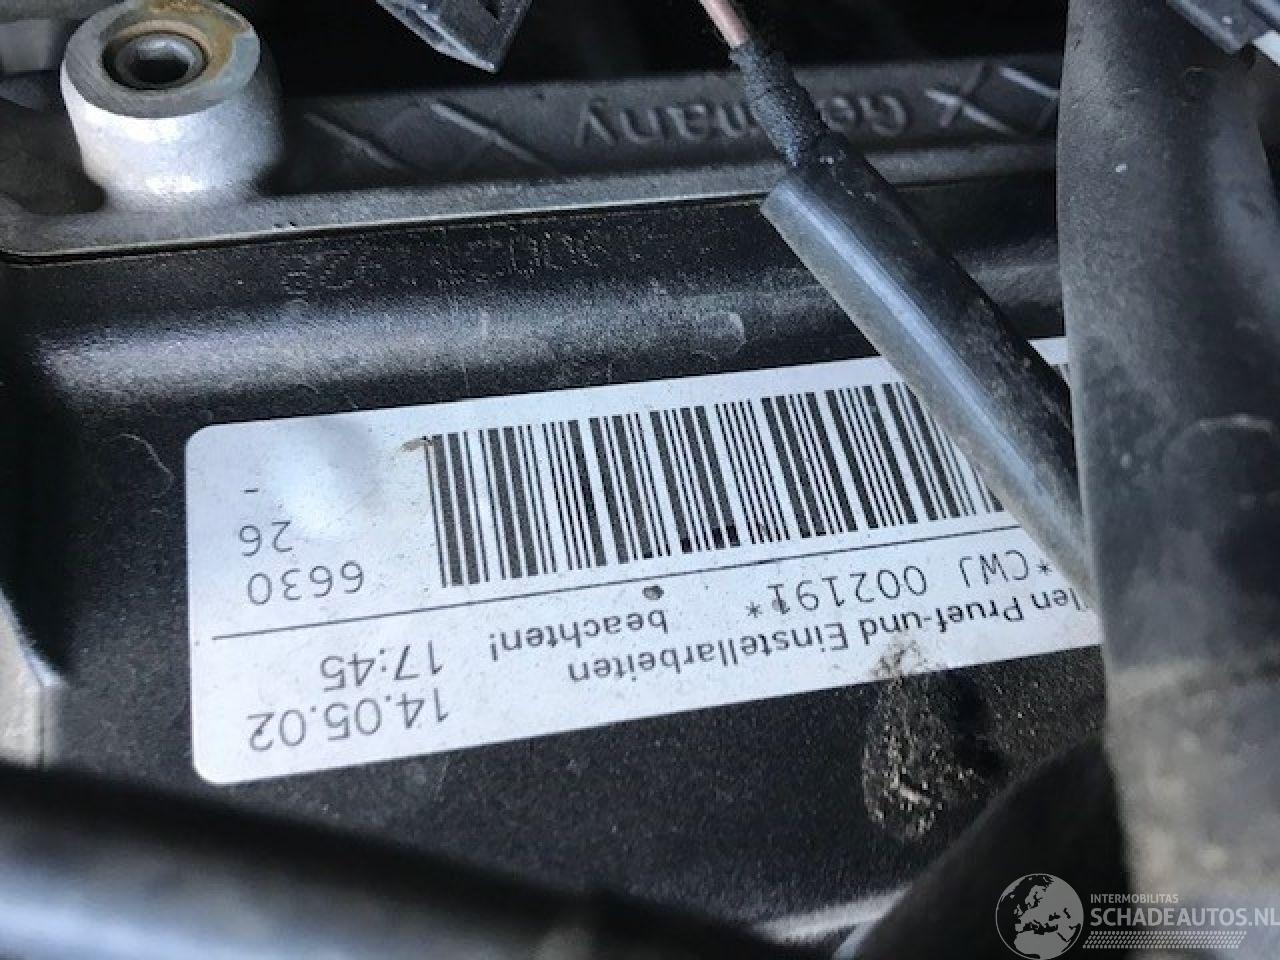 Germany
14.05.02
17:45
len Pruef-und Einstellarbeiten
beachten!
*CWJ 002191*
6630
26
-
INTERMOBILITAS
SCHADEAUTOS.NL